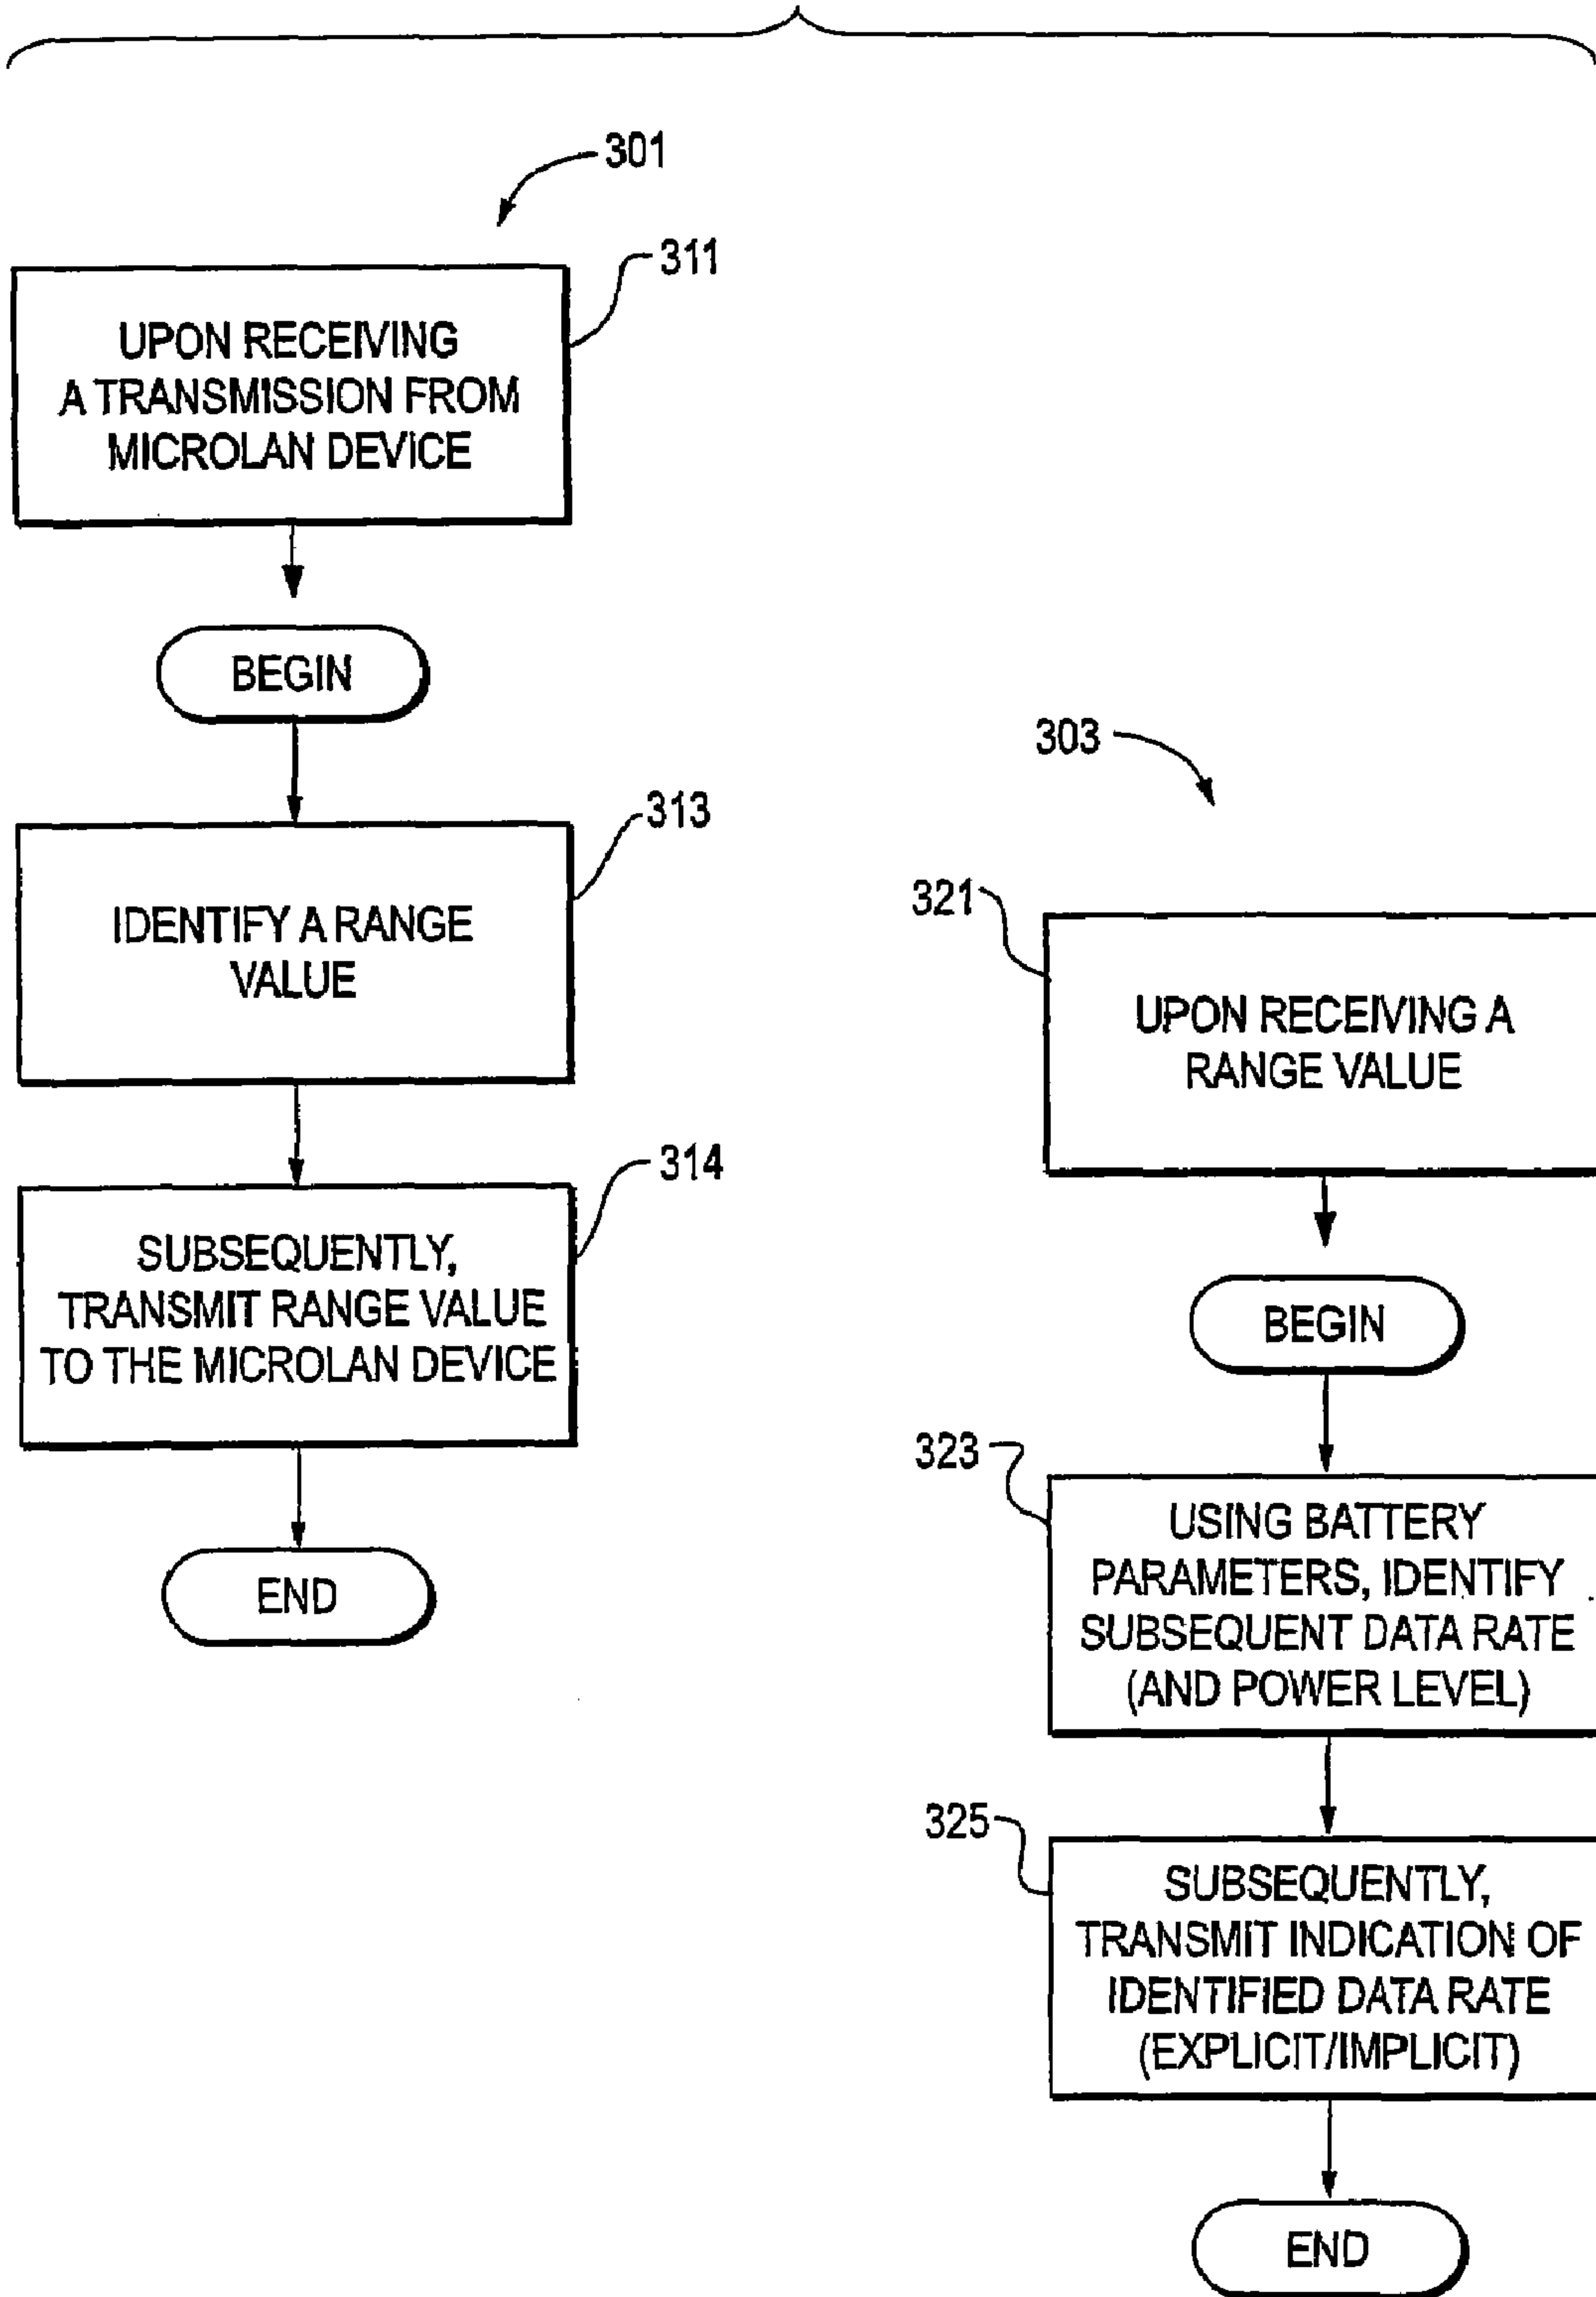 301
311
UPON RECEIVING
A TRANSMISSION FROM
MICROLAN DEVICE
BEGIN
313
IDENTIFY A RANGE
VALUE
314
SUBSEQUENTLY,
TRANSMIT RANGE VALUE
TO THE MICROLAN DEVICE
END
303
321
UPON RECEIVING A
RANGE VALUE
BEGIN
323
USING BATTERY
PARAMETERS, IDENTIFY
SUBSEQUENT DATA RATE
(AND POWER LEVEL)
325
SUBSEQUENTLY,
TRANSMIT INDICATION OF
IDENTIFIED DATA RATE
(EXPLICIT/IMPLICIT)
END